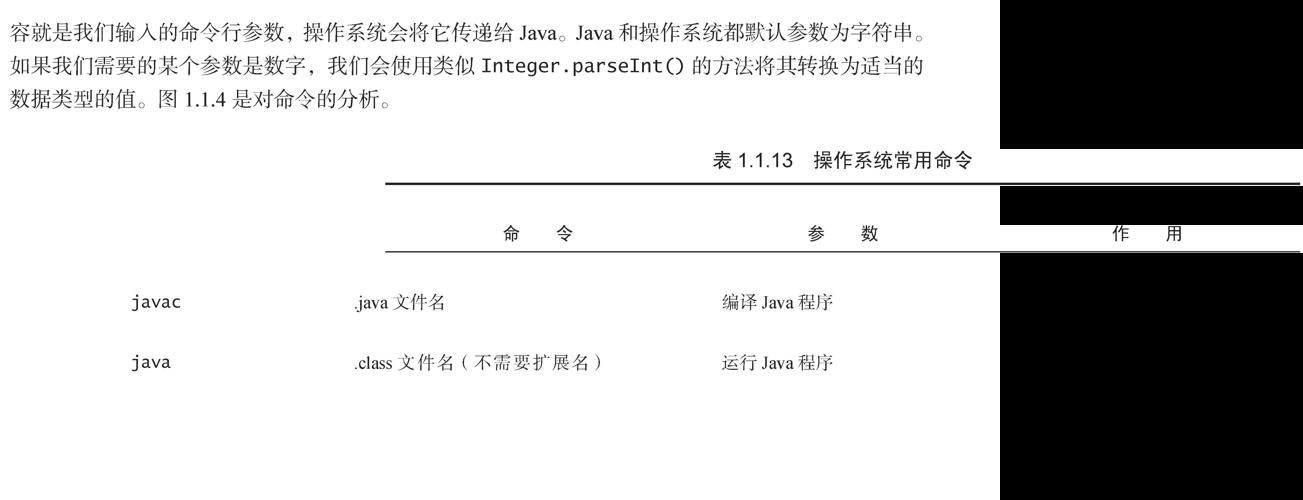 容就是我们输入的命令行参数，操作系统会将它传递给 Java。Java 和操作系统都默认参数为字符串。
如果我们需要的某个参数是数字，我们会使用类似 Integer.parseInt() 的方法将其转换为适当的
数据类型的值。图 1.1.4 是对命令的分析。
表 1.1.13　操作系统常用命令
命　令　参　数　作　用
javac .java 文件名 编译 Java 程序
java .class 文件名（不需要扩展名） 运行 Java 程序